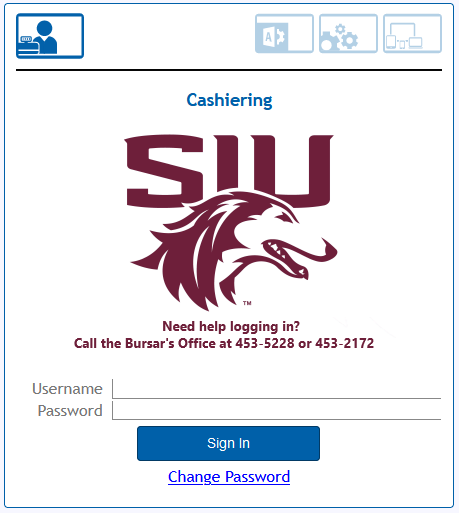 Cashiering
SIU
™
Need help logging in?
Call the Bursar's Office at 453-5228 or 453-2172
Username
Password
Sign In
Change Password